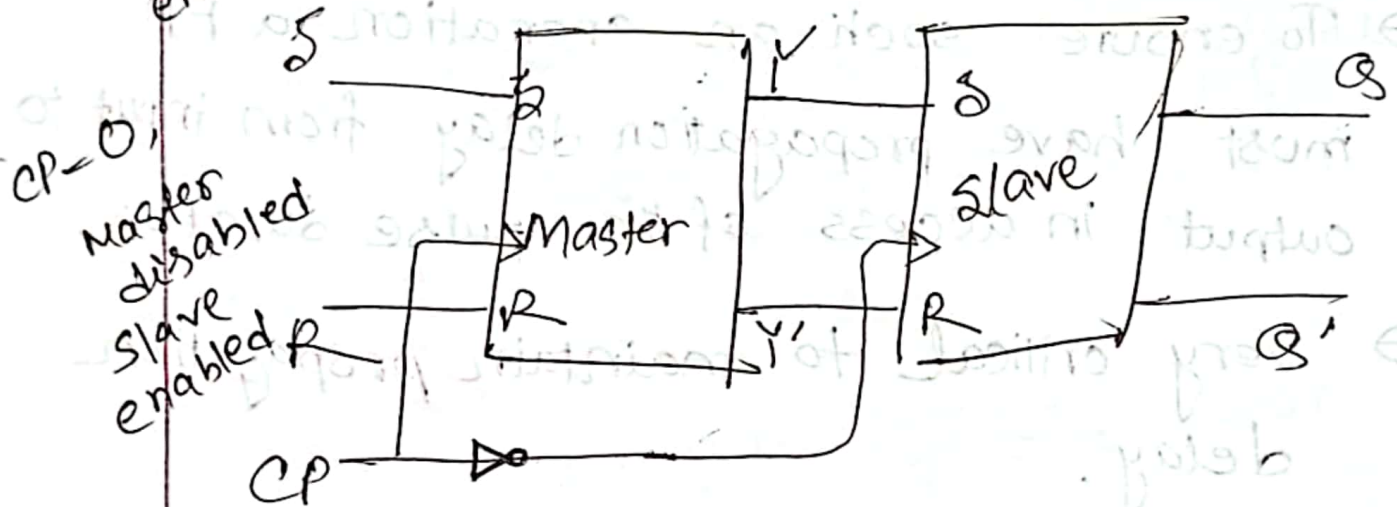 S
S
Y
S
Q
CP=0,
Master
disabled
slave
enabled
Master
Slave
R
R
Y'
R
Q'
CP